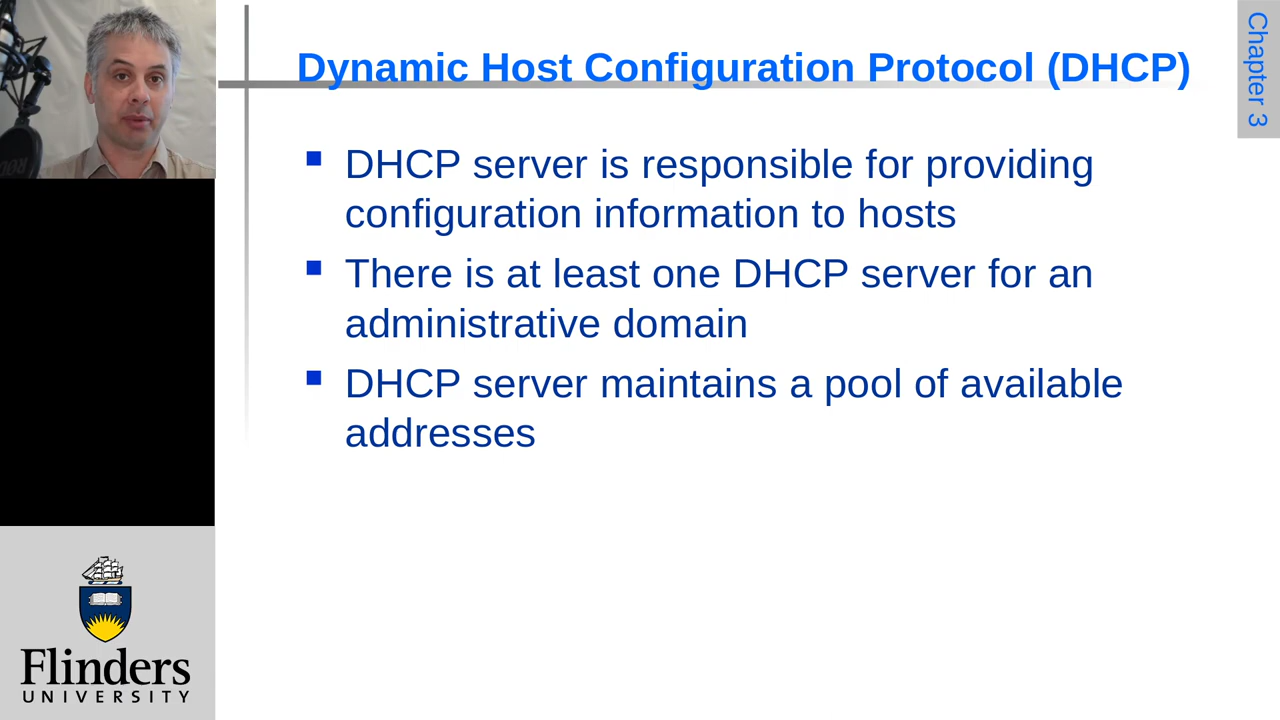 Dynamic Host Configuration Protocol (DHCP)
Chapter 3
DHCP server is responsible for providing
configuration information to hosts
There is at least one DHCP server for an
administrative domain
DHCP server maintains a pool of available
addresses
Flinders
UNIVERSITY